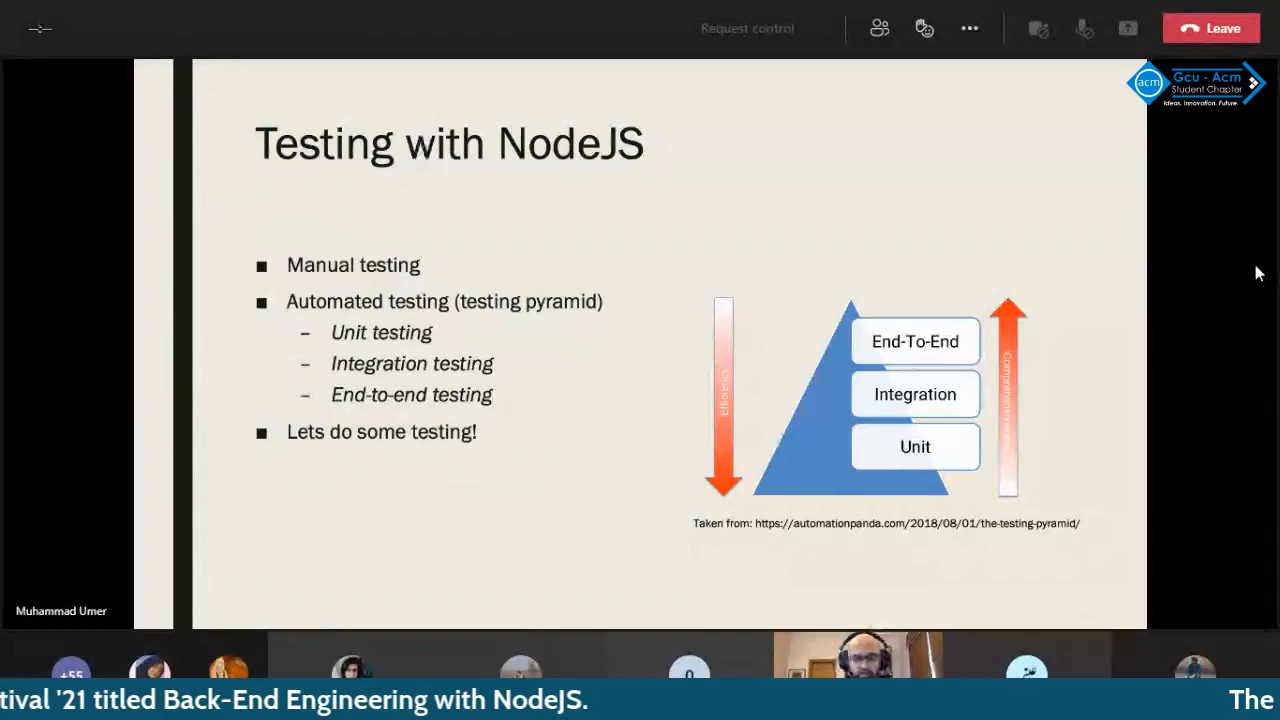 Request control
Leave
acm
Gcu - Acm
Student Chapter
Ideas. Innovation. Future.
Testing with NodeJS
■ Manual testing
■ Automated testing (testing pyramid)
– Unit testing
– Integration testing
– End-to-end testing
■ Lets do some testing!
Efficiency
End-To-End
Integration
Unit
Taken from: https://automationpanda.com/2018/08/01/the-testing-pyramid/
Muhammad Umer
+55
tival '21 titled Back-End Engineering with NodeJS.
The